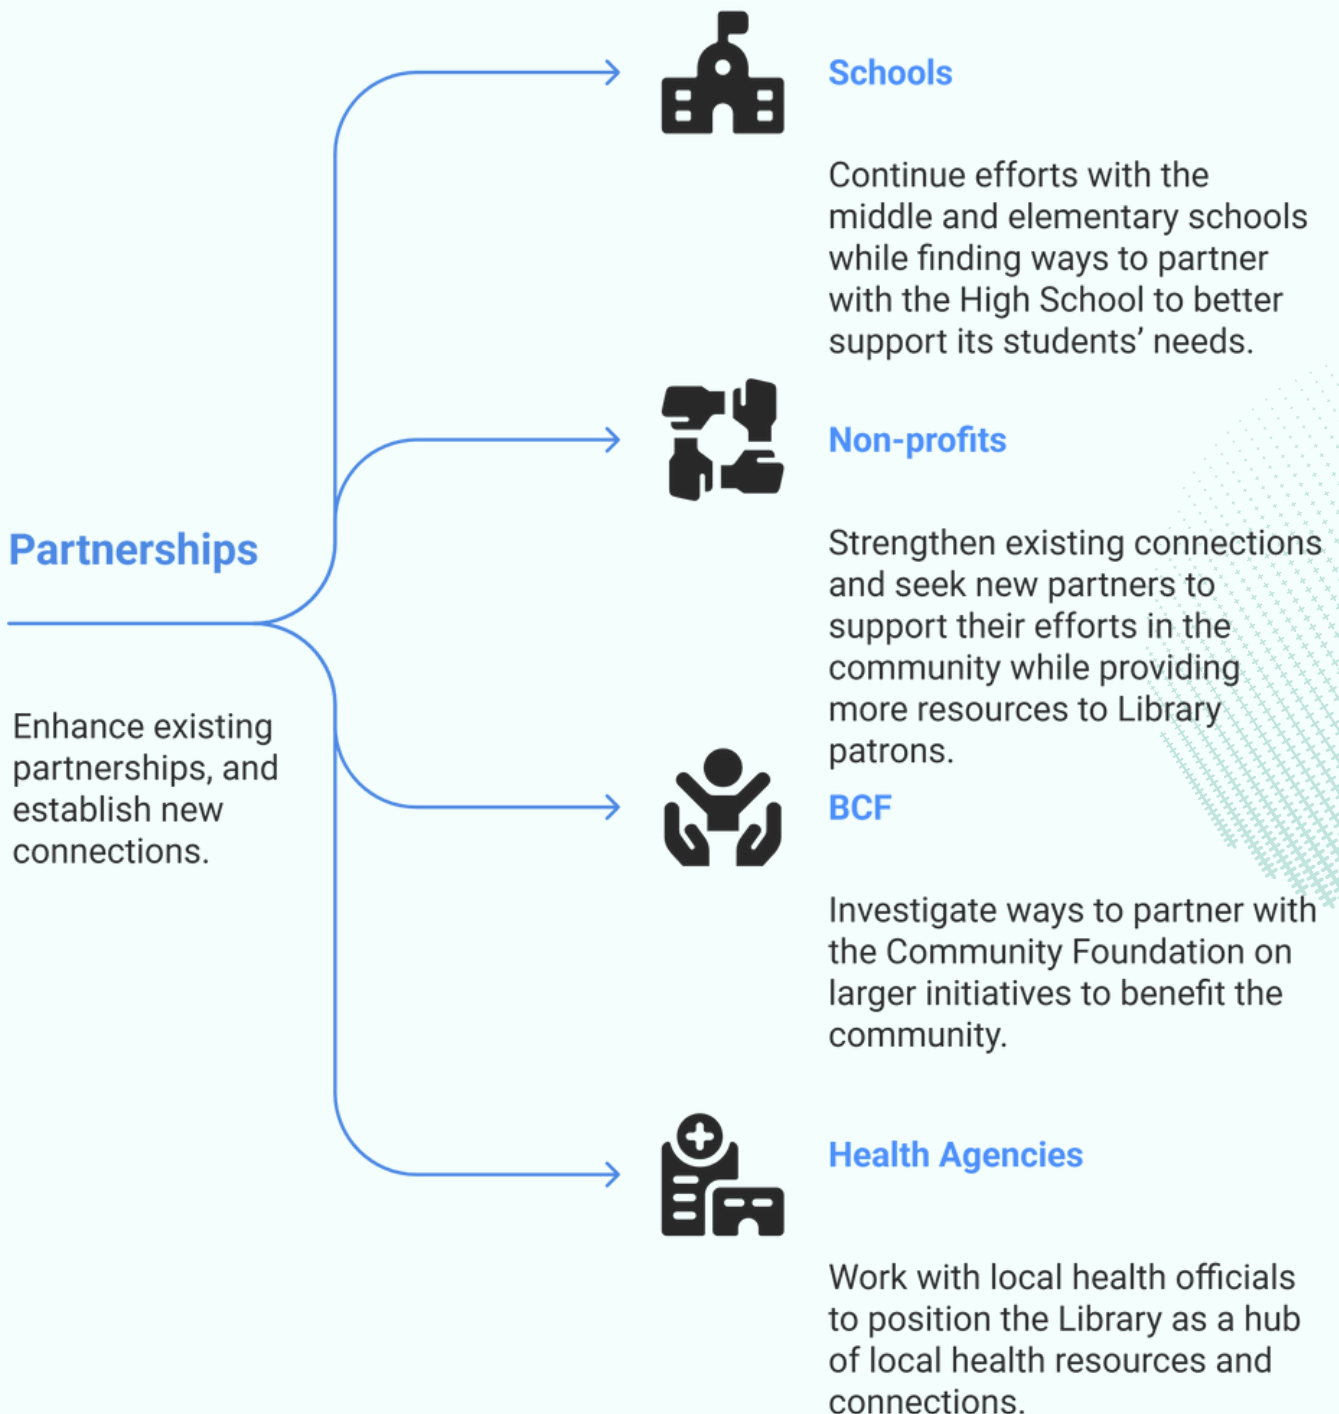 Partnerships
Enhance existing
partnerships, and
establish new
connections.
Schools
Continue efforts with the
middle and elementary schools
while finding ways to partner
with the High School to better
support its students’ needs.
Non-profits
Strengthen existing connections
and seek new partners to
support their efforts in the
community while providing
more resources to Library
patrons.
BCF
Investigate ways to partner with
the Community Foundation on
larger initiatives to benefit the
community.
Health Agencies
Work with local health officials
to position the Library as a hub
of local health resources and
connections.